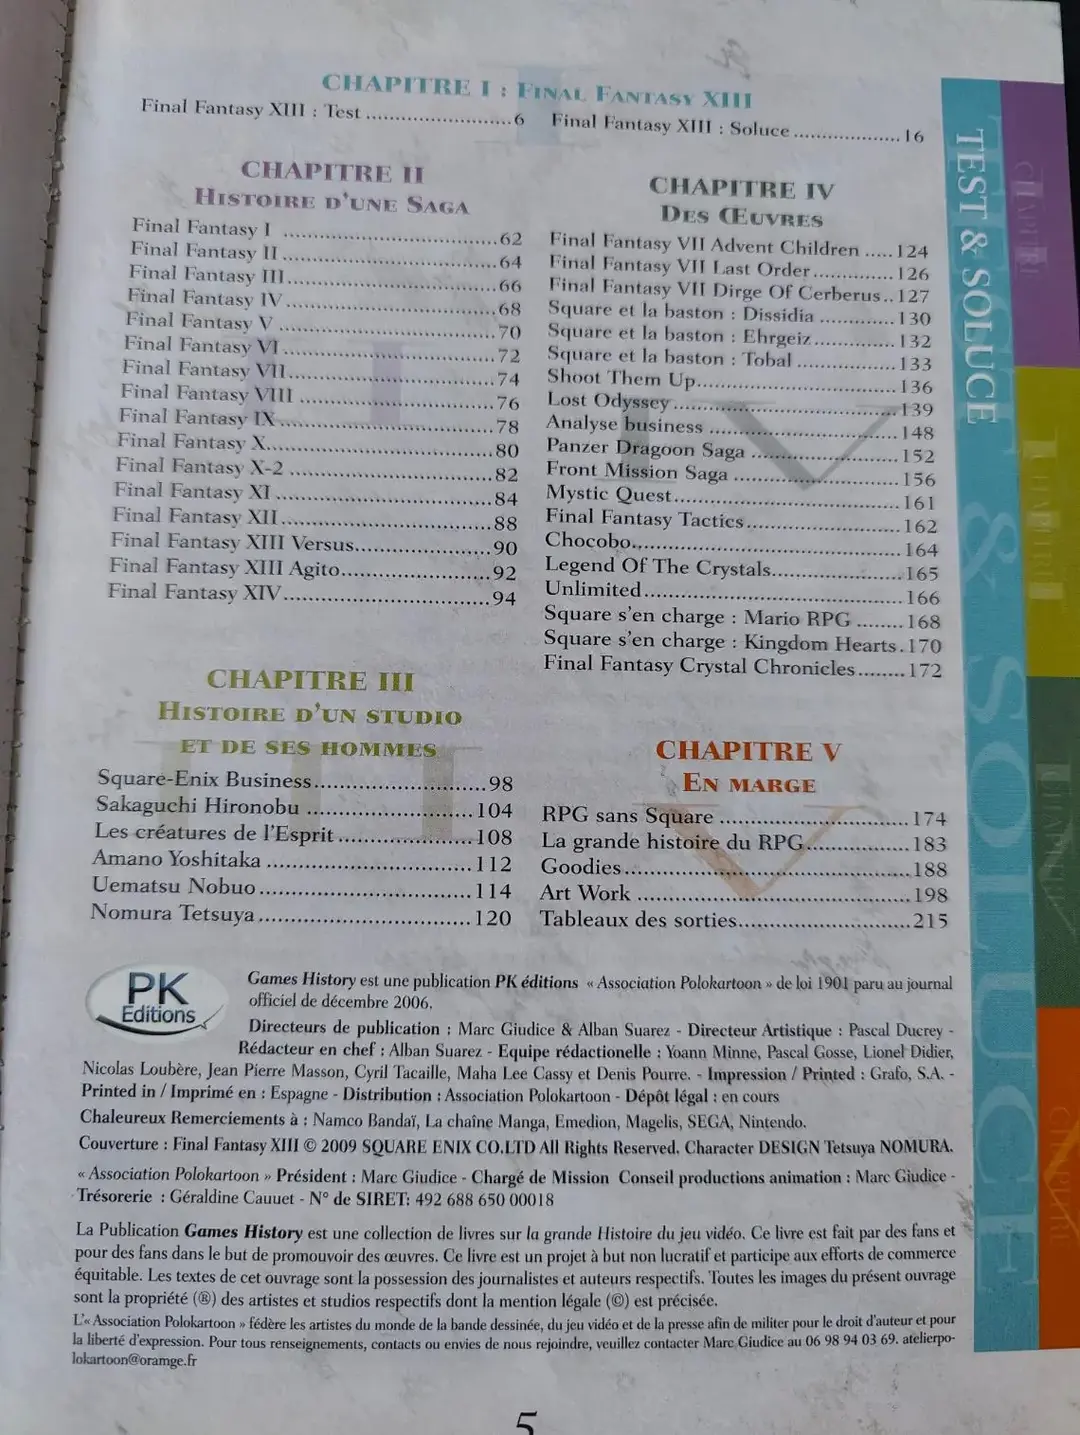 CHAPITRE I : FINAL FANTASY XIII
Final Fantasy XIII : Test ........................6
Final Fantasy XIII : Soluce .................... 16
CHAPITRE II
HISTOIRE D'UNE SAGA
Final Fantasy I ....................................62
Final Fantasy II ....................................64
Final Fantasy III....................................66
Final Fantasy IV....................................68
Final Fantasy V ....................................70
Final Fantasy VI....................................72
Final Fantasy VII....................................74
Final Fantasy VIII ....................................76
Final Fantasy IX....................................78
Final Fantasy X....................................80
Final Fantasy X-2 ....................................82
Final Fantasy XI ....................................84
Final Fantasy XII....................................88
Final Fantasy XIII Versus......................90
Final Fantasy XIII Agito........................92
Final Fantasy XIV....................................94
CHAPITRE III
HISTOIRE D'UN STUDIO
ET DE SES HOMMES
Square-Enix Business............................98
Sakaguchi Hironobu ..........................104
Les créatures de l'Esprit ......................108
Amano Yoshitaka ................................112
Uematsu Nobuo..................................114
Nomura Tetsuya..................................120
CHAPITRE IV
DES ŒUVRES
Final Fantasy VII Advent Children .....124
Final Fantasy VII Last Order..............126
Final Fantasy VII Dirge Of Cerberus..127
Square et la baston : Dissidia .............130
Square et la baston : Ehrgeiz..............132
Square et la baston : Tobal .................133
Shoot Them Up....................................136
Lost Odyssey........................................139
Analyse business .................................148
Panzer Dragoon Saga .........................152
Front Mission Saga .............................156
Mystic Quest........................................161
Final Fantasy Tactics..........................162
Chocobo...............................................164
Legend Of The Crystals......................165
Unlimited.............................................166
Square s'en charge : Mario RPG ........168
Square s'en charge : Kingdom Hearts.170
Final Fantasy Crystal Chronicles........172
CHAPITRE V
EN MARGE
RPG sans Square .................................174
La grande histoire du RPG..................183
Goodies.................................................188
Art Work ..............................................198
Tableaux des sorties............................215
PK
Editions
Games History est une publication PK éditions « Association Polokartoon » de loi 1901 paru au journal
officiel de décembre 2006.
Directeurs de publication : Marc Giudice & Alban Suarez - Directeur Artistique : Pascal Ducrey -
Rédacteur en chef : Alban Suarez - Equipe rédactionelle : Yoann Minne, Pascal Gosse, Lionel Didier,
Nicolas Loubère, Jean Pierre Masson, Cyril Tacaille, Maha Lee Cassy et Denis Pourre. - Impression / Printed : Grafo, S.A. -
Printed in / Imprimé en : Espagne - Distribution : Association Polokartoon - Dépôt légal : en cours
Chaleureux Remerciements à : Namco Bandaï, La chaîne Manga, Emedion, Magelis, SEGA, Nintendo.
Couverture : Final Fantasy XIII © 2009 SQUARE ENIX CO.LTD All Rights Reserved. Character DESIGN Tetsuya NOMURA.
« Association Polokartoon » Président : Marc Giudice - Chargé de Mission Conseil productions animation : Marc Giudice -
Trésorerie : Géraldine Cauuet - N° de SIRET: 492 688 650 00018
La Publication Games History est une collection de livres sur la grande Histoire du jeu vidéo. Ce livre est fait par des fans et
pour des fans dans le but de promouvoir des œuvres. Ce livre est un projet à but non lucratif et participe aux efforts de commerce
équitable. Les textes de cet ouvrage sont la possession des journalistes et auteurs respectifs. Toutes les images du présent ouvrage
sont la propriété (®) des artistes et studios respectifs dont la mention légale (©) est précisée.
L'« Association Polokartoon » fédère les artistes du monde de la bande dessinée, du jeu vidéo et de la presse afin de militer pour le droit d'auteur et pour
la liberté d'expression. Pour tous renseignements, contacts ou envies de nous rejoindre, veuillez contacter Marc Giudice au 06 98 94 03 69. atelierpo-
lokartoon@oramge.fr
5
TEST & SOLUCE
& SOLUCE
CHAPITRE I
CHAPITRE
CHAPITRE
CHAPITRE